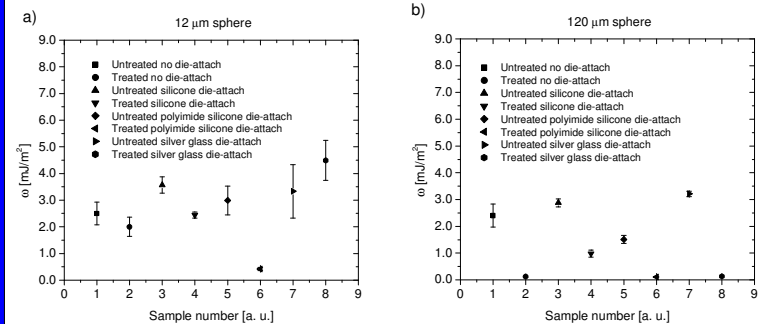 a)
12 μm sphere
9.0
8.0
7.0
6.0
5.0
4.0
3.0
2.0
1.0
0.0
ω [mJ/m²]
Untreated no die-attach
Treated no die-attach
Untreated silicone die-attach
Treated silicone die-attach
Untreated polyimide silicone die-attach
Treated polyimide silicone die-attach
Untreated silver glass die-attach
Treated silver glass die-attach
0 1 2 3 4 5 6 7 8 9
Sample number [a. u.]
b)
120 μm sphere
9.0
8.0
7.0
6.0
5.0
4.0
3.0
2.0
1.0
0.0
ω [mJ/m²]
Untreated no die-attach
Treated no die-attach
Untreated silicone die-attach
Treated silicone die-attach
Untreated polyimide silicone die-attach
Treated polyimide silicone die-attach
Untreated silver glass die-attach
Treated silver glass die-attach
0 1 2 3 4 5 6 7 8 9
Sample number [a. u.]